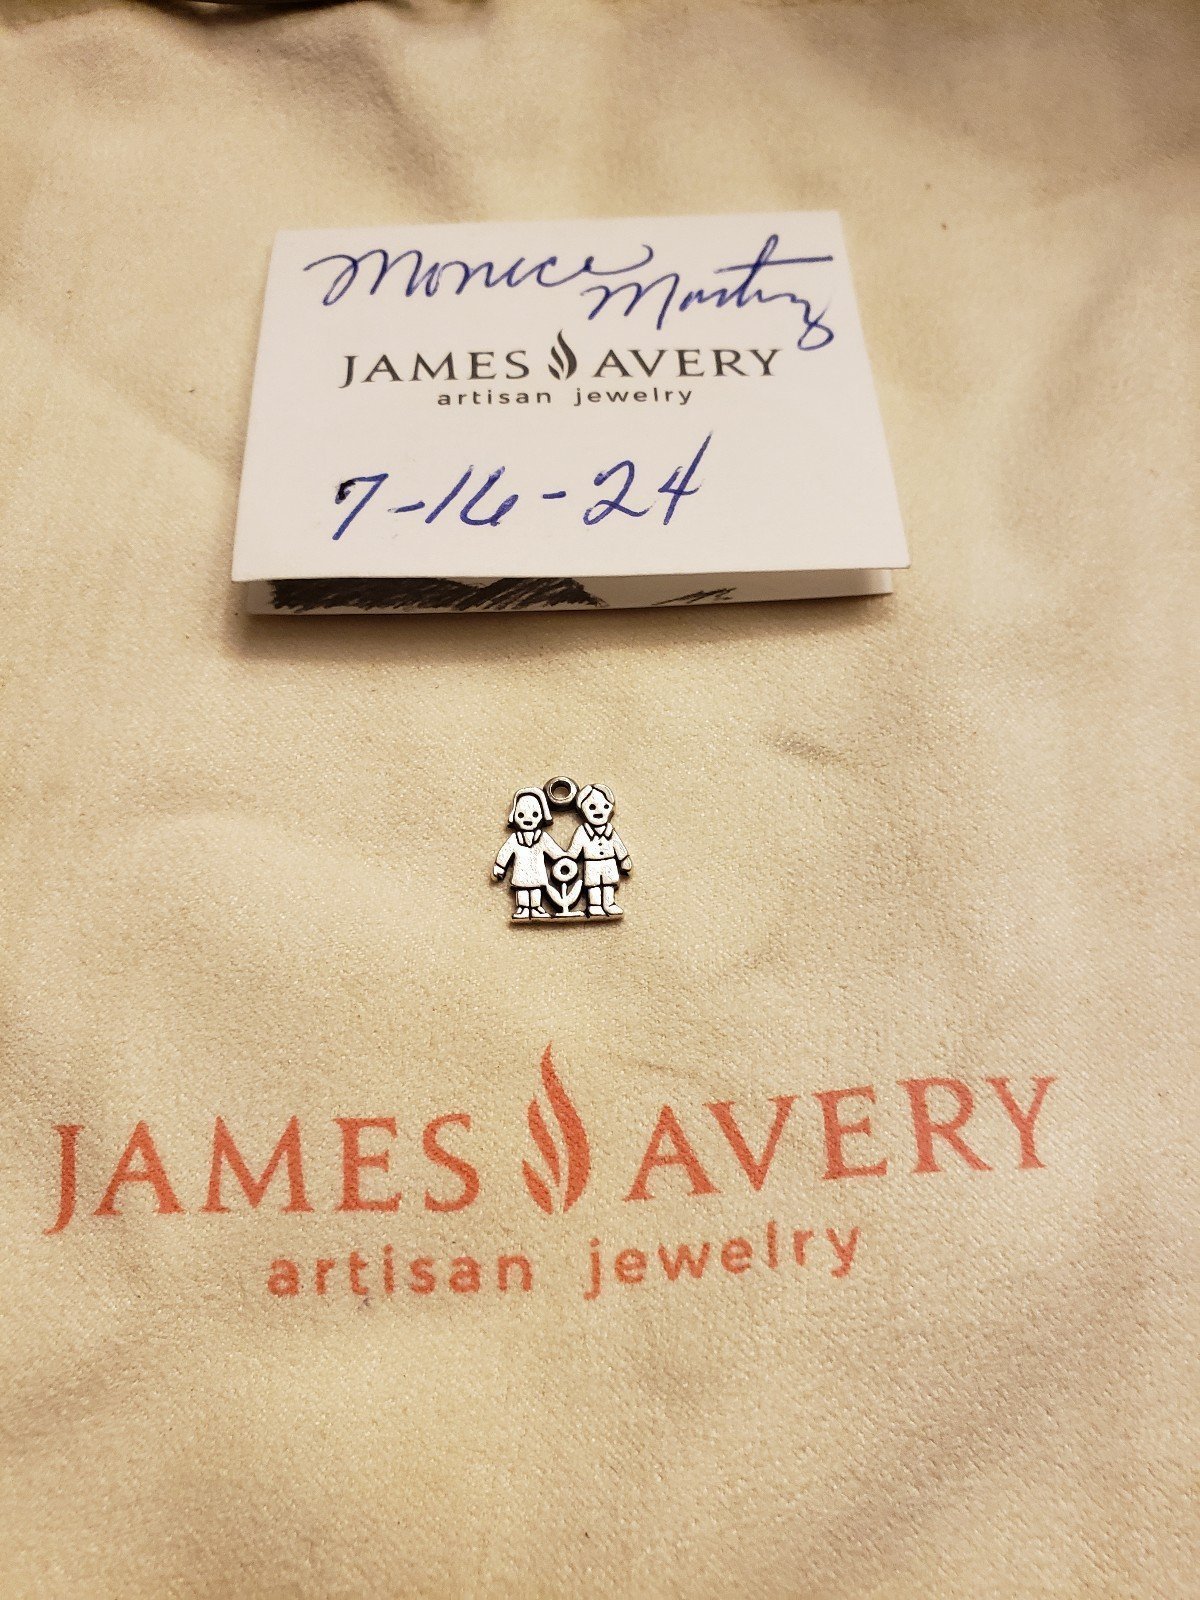 Monica
Martinez
JAMES AVERY
artisan jewelry
7-16-24
JAMES AVERY
artisan jewelry